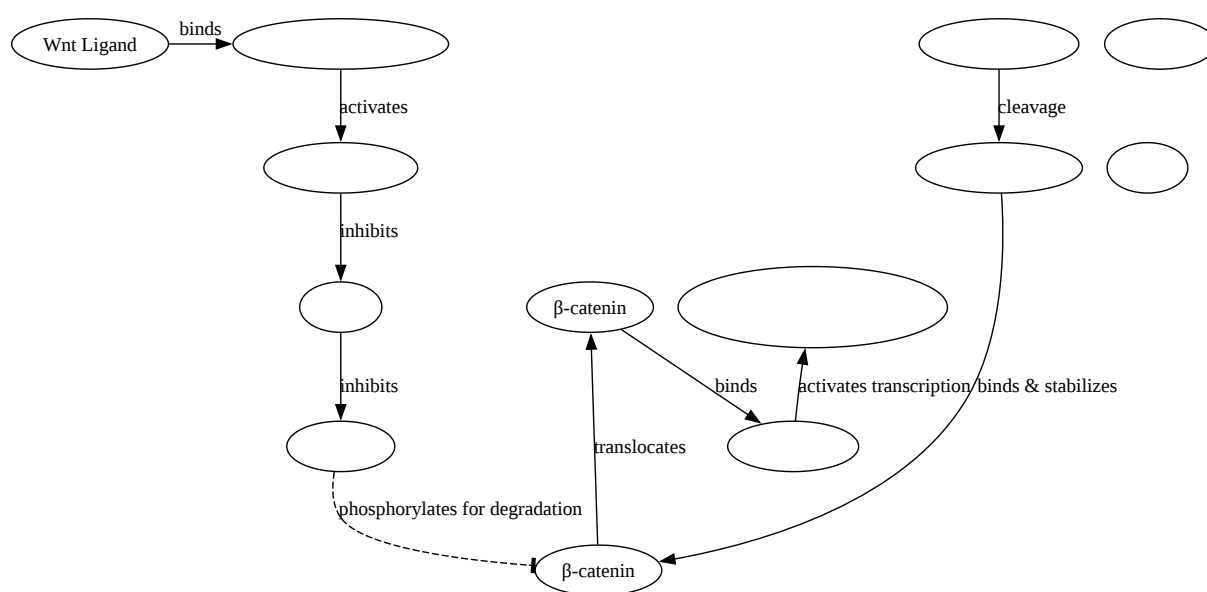 binds
Wnt Ligand
activates
cleavage
inhibits
β-catenin
inhibits
binds
activates transcription
binds & stabilizes
translocates
phosphorylates for degradation
β-catenin